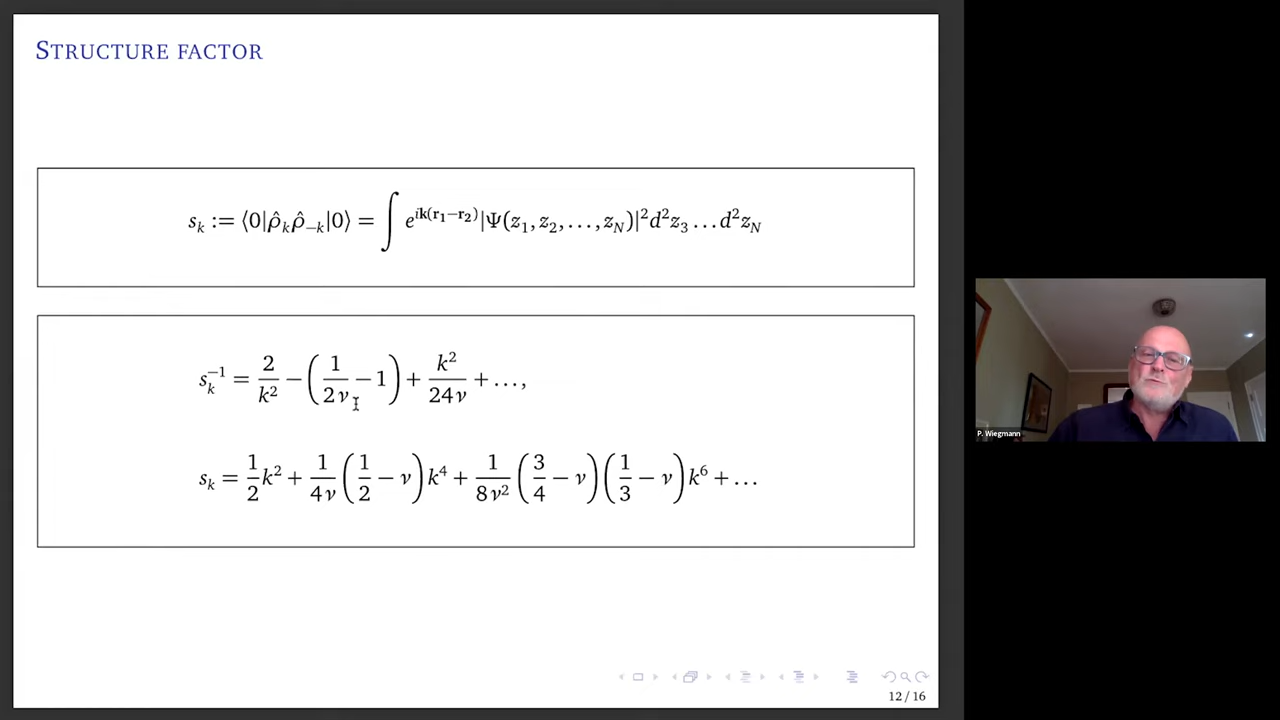 STRUCTURE FACTOR
s_k := ⟨0|ρ̂_k ρ̂_{−k}|0⟩ = ∫ e^{i𝐤(𝐫_1−𝐫_2)} |Ψ(z_1, z_2, . . . , z_N)|^2 d^2z_3 . . . d^2z_N
s_k^{−1} = 2/k^2 − (1/2ν − 1) + k^2/24ν + . . . ,
s_k = 1/2 k^2 + 1/4ν (1/2 − ν) k^4 + 1/8ν^2 (3/4 − ν) (1/3 − ν) k^6 + . . .
P. Wiegmann
12 / 16